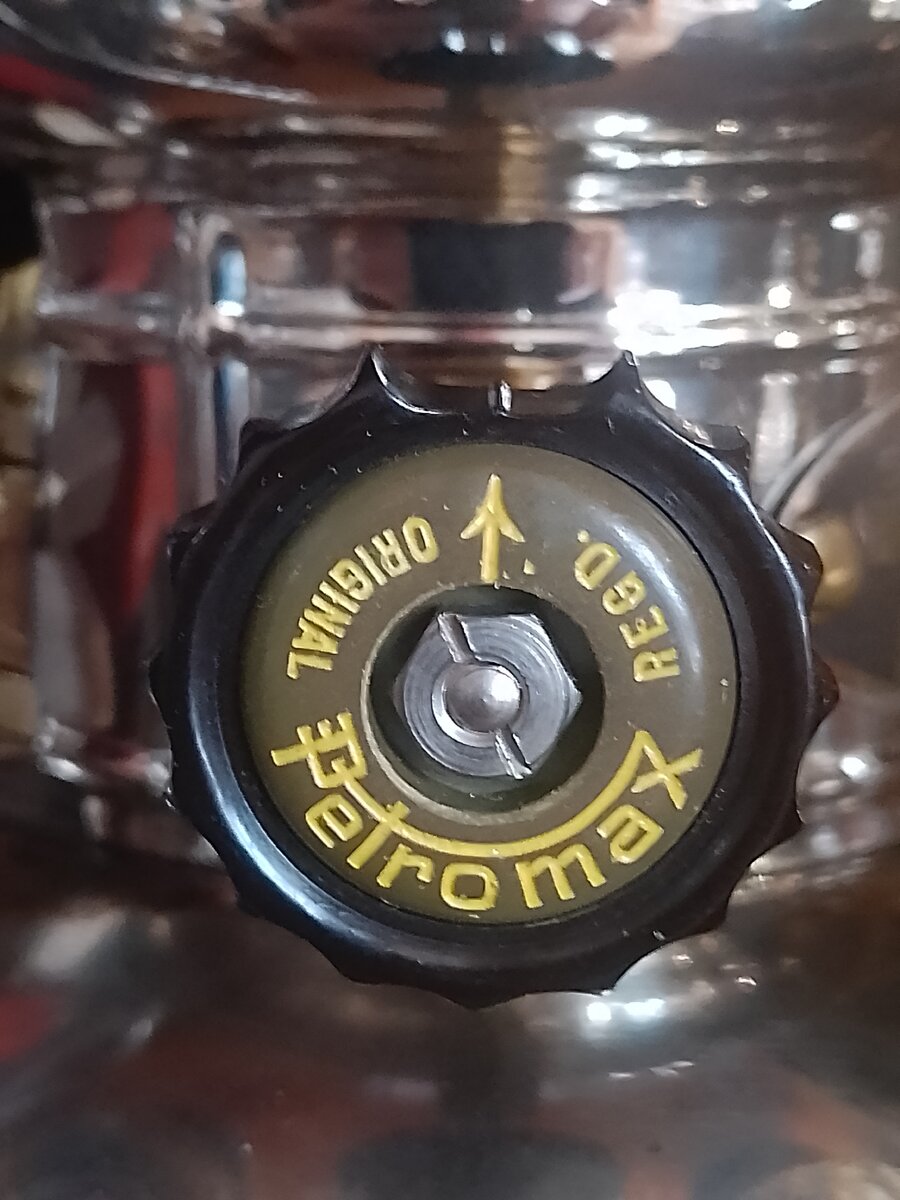 ORIGINAL
REGD.
Petromax